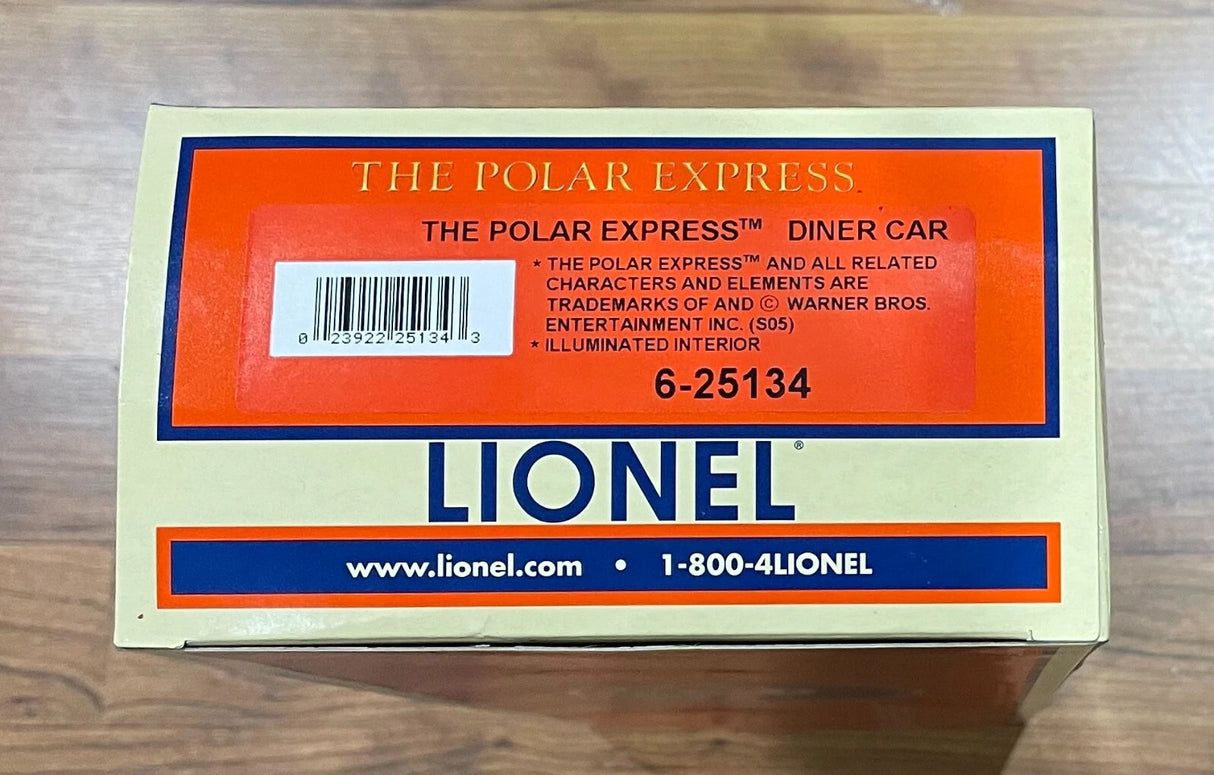 THE POLAR EXPRESS
THE POLAR EXPRESS™ DINER CAR
* THE POLAR EXPRESS™ AND ALL RELATED
CHARACTERS AND ELEMENTS ARE
TRADEMARKS OF AND © WARNER BROS.
ENTERTAINMENT INC. (S05)
* ILLUMINATED INTERIOR
0 23922 25134 3
6-25134
LIONEL®
www.lionel.com • 1-800-4LIONEL